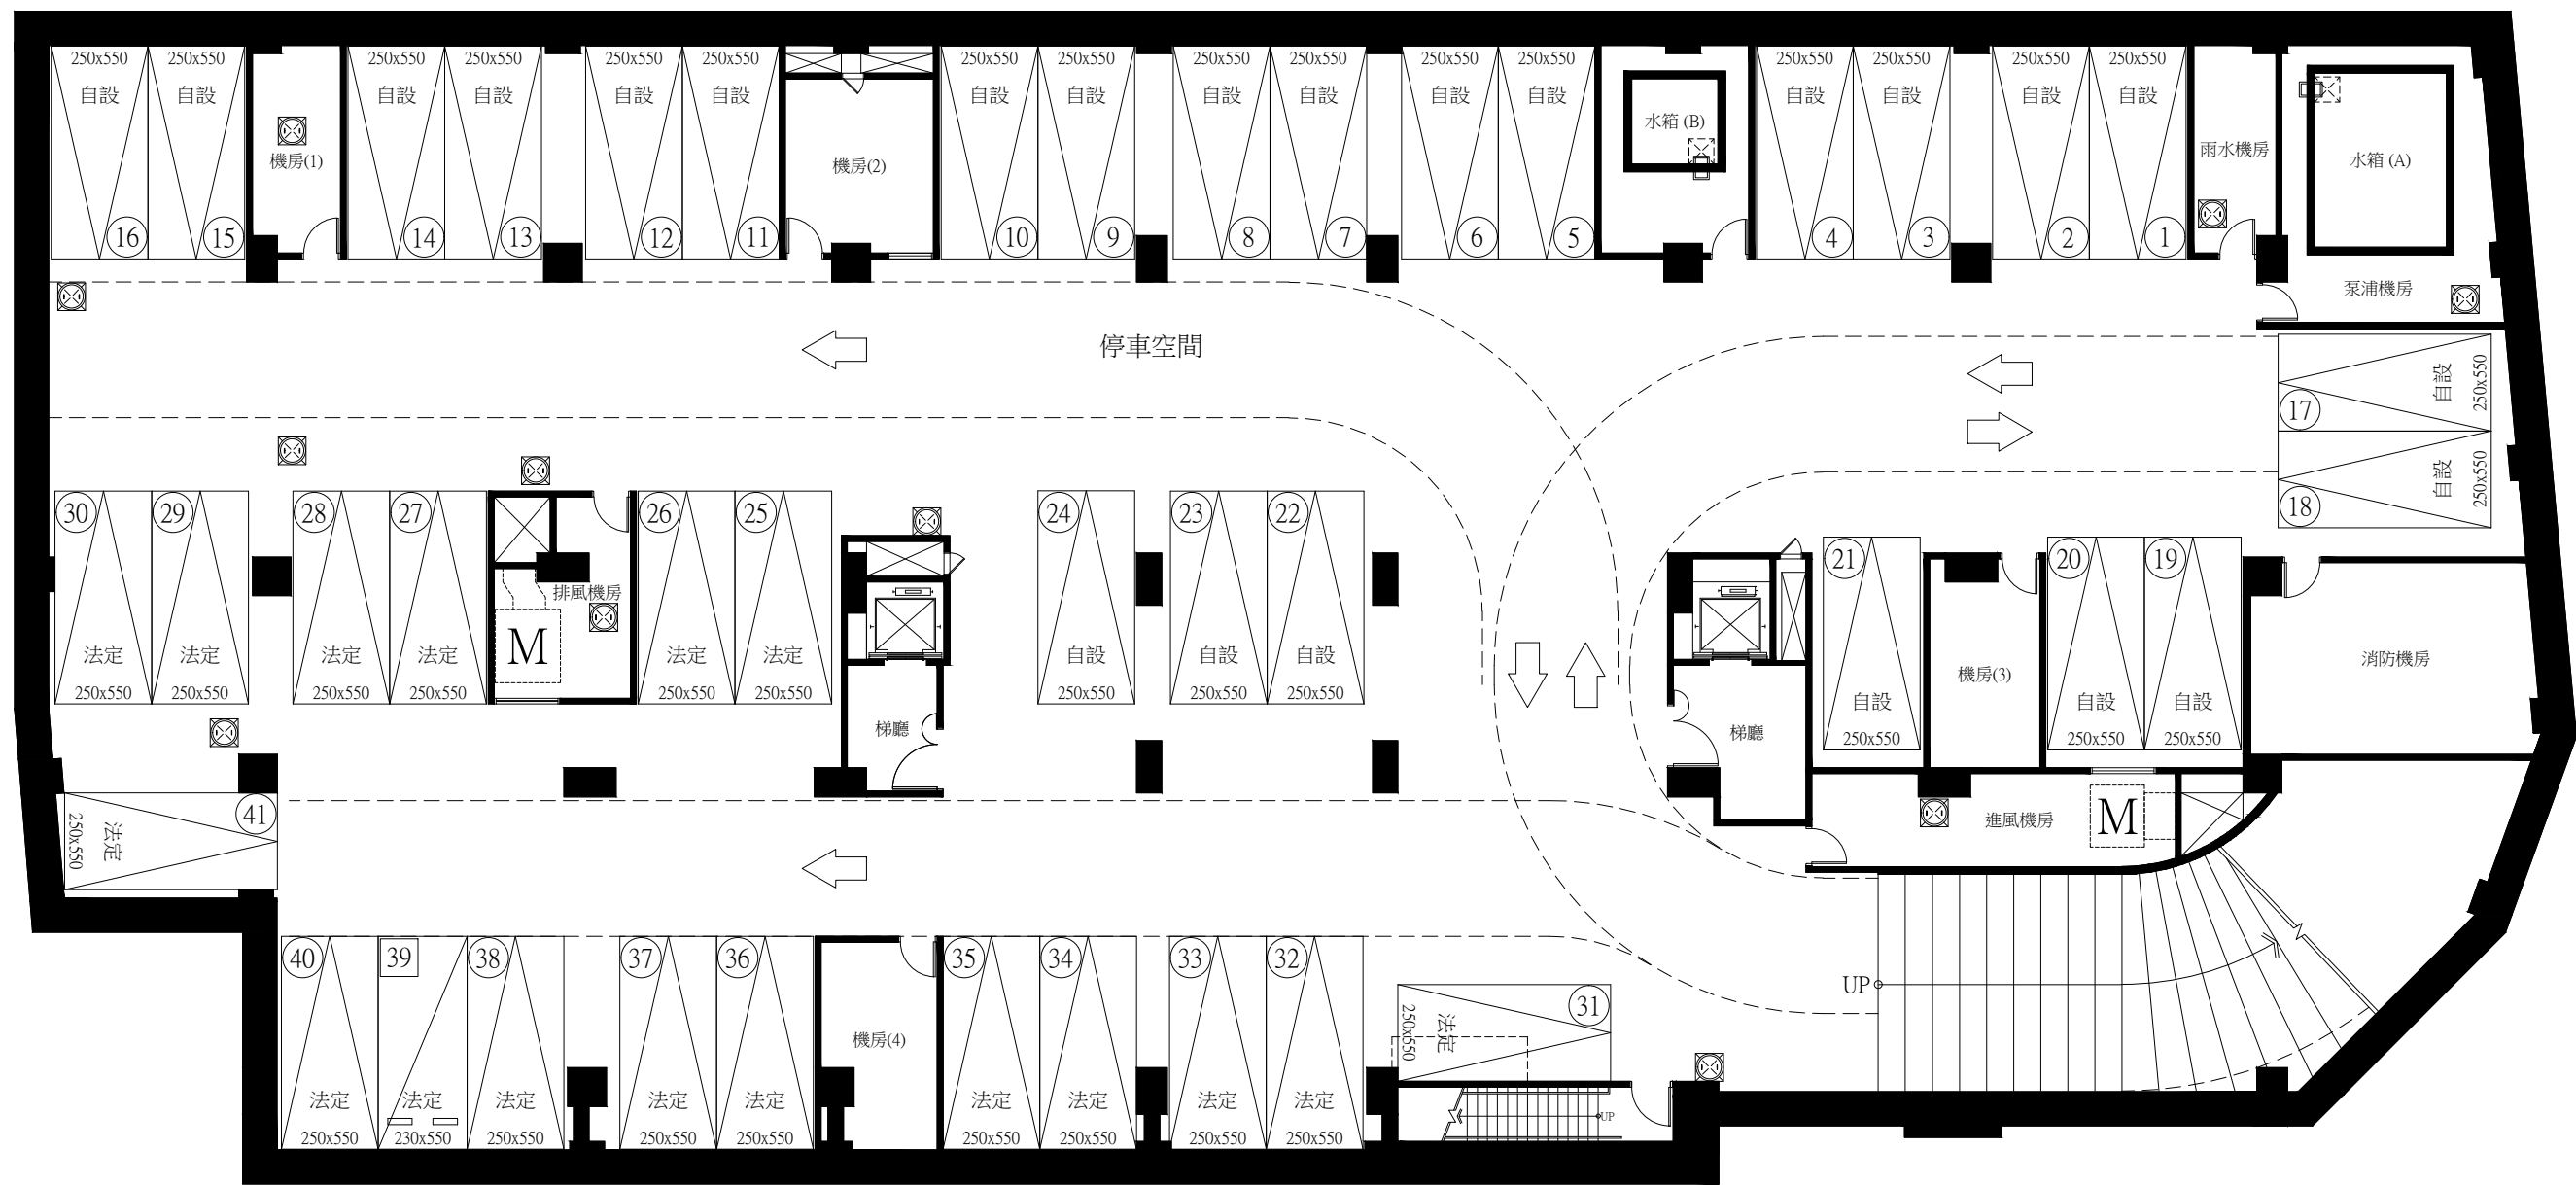 250x550 250x550 250x550 250x550 250x550 250x550 250x550 250x550 250x550 250x550 250x550 250x550 250x550 250x550 250x550 250x550
自設 自設 自設 自設 自設 自設 自設 自設 自設 自設 自設 自設 自設 自設 自設 自設
機房(1) 機房(2) 水箱 (B) 雨水機房 水箱 (A)
16 15 14 13 12 11 10 9 8 7 6 5 4 3 2 1
泵浦機房
停車空間
17 自設 250x550
18 自設 250x550
30 29 28 27 26 25 24 23 22
21 20 19
排風機房
M
法定 法定 法定 法定 法定 法定 自設 自設 自設
250x550 250x550 250x550 250x550 250x550 250x550 250x550 250x550 250x550
機房(3) 消防機房
自設 自設 自設
250x550 250x550 250x550
梯廳 梯廳
41 法定 250x550
進風機房 M
40 39 38 37 36 35 34 33 32
UP
31 法定 250x550
機房(4)
法定 法定 法定 法定 法定 法定 法定 法定 法定
250x550 230x550 250x550 250x550 250x550 250x550 250x550 250x550 250x550
UP